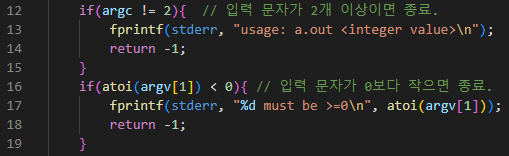 12 if(argc != 2){ // 입력 문자가 2개 이상이면 종료.
13 fprintf(stderr, "usage: a.out <integer value>\n");
14 return -1;
15 }
16 if(atoi(argv[1]) < 0){ // 입력 문자가 0보다 작으면 종료.
17 fprintf(stderr, "%d must be >=0\n", atoi(argv[1]));
18 return -1;
19 }